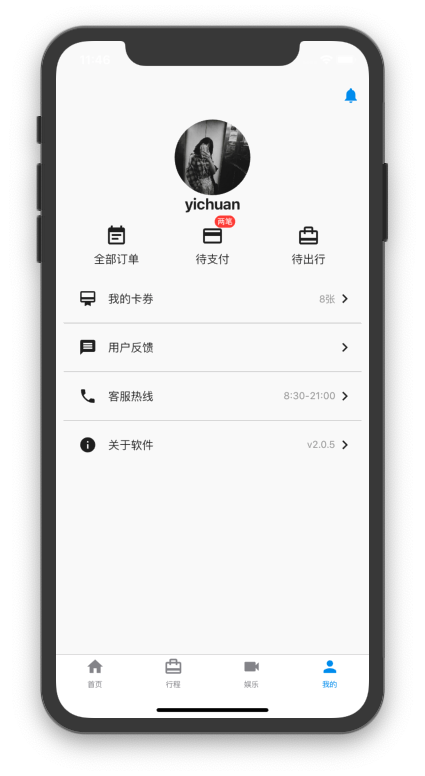 yichuan
两笔
全部订单
待支付
待出行
我的卡券
8张
用户反馈
客服热线
8:30-21:00
关于软件
v2.0.5
首页
行程
娱乐
我的